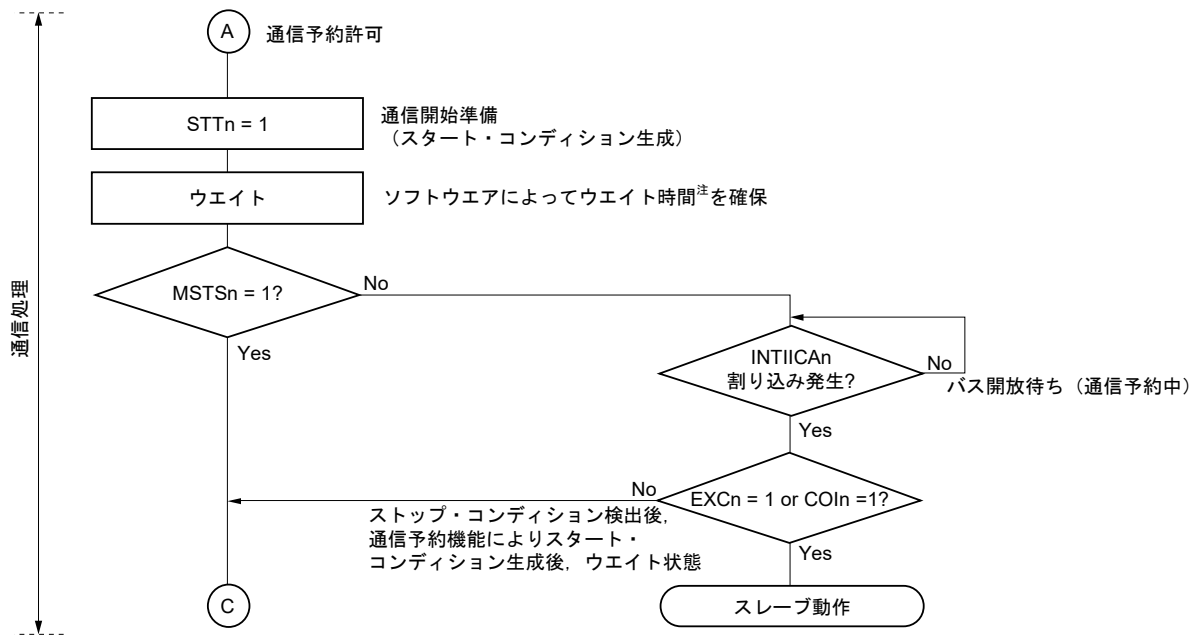 A 通信予約許可
STTn = 1
通信開始準備
（スタート・コンディション生成）
ウエイト
ソフトウエアによってウエイト時間注を確保
MSTSn = 1?
No
Yes
通信処理
INTIICAn
割り込み発生?
No
バス開放待ち（通信予約中）
Yes
EXCn = 1 or COIn =1?
No
ストップ・コンディション検出後，
通信予約機能によりスタート・
コンディション生成後，ウエイト状態
Yes
C
スレーブ動作